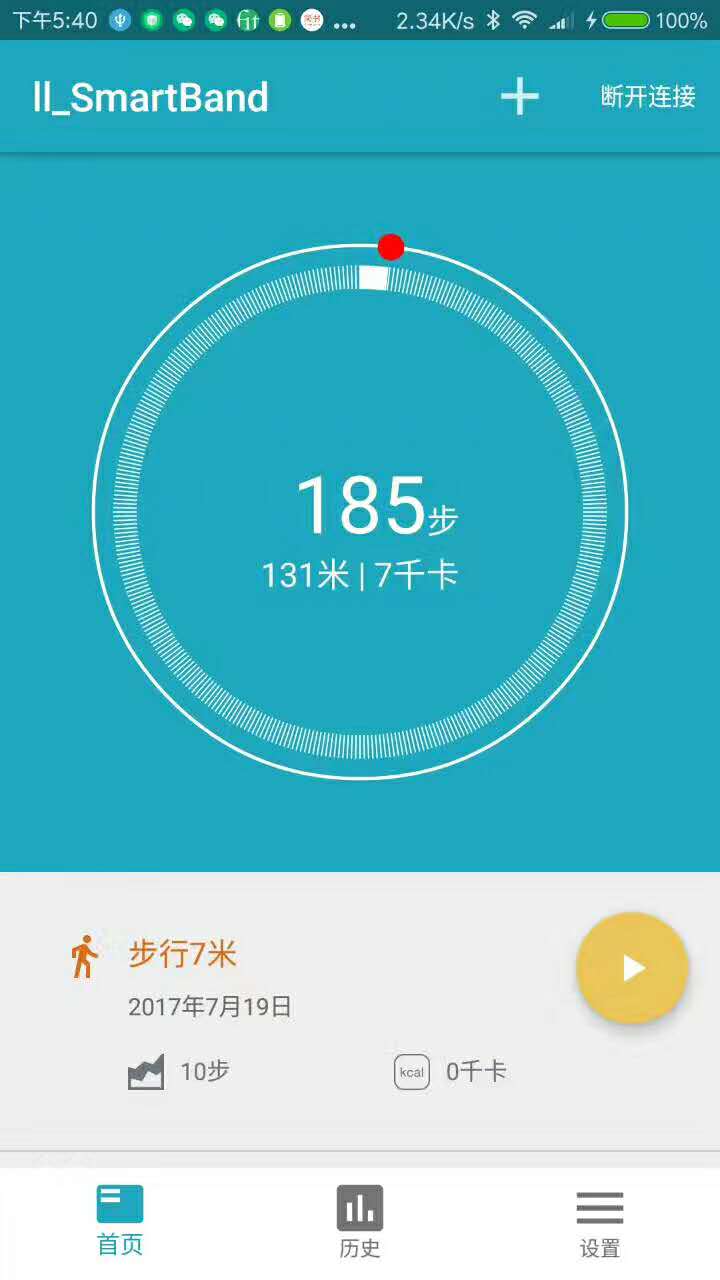 下午5:40
2.34K/s
100%
ll_SmartBand
断开连接
185步
131米 | 7千卡
步行7米
2017年7月19日
10步
kcal
0千卡
首页
历史
设置